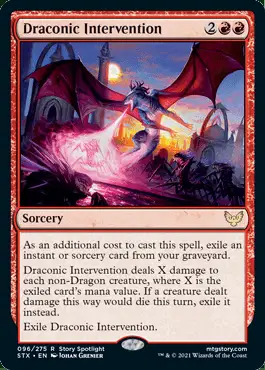 Draconic Intervention 2
Sorcery
As an additional cost to cast this spell, exile an
instant or sorcery card from your graveyard.
Draconic Intervention deals X damage to
each non-Dragon creature, where X is the
exiled card's mana value. If a creature dealt
damage this way would die this turn, exile it
instead.
Exile Draconic Intervention.
096/275 R Story Spotlight mtgstory.com
STX • EN Johan Grenier ™ & © 2021 Wizards of the Coast